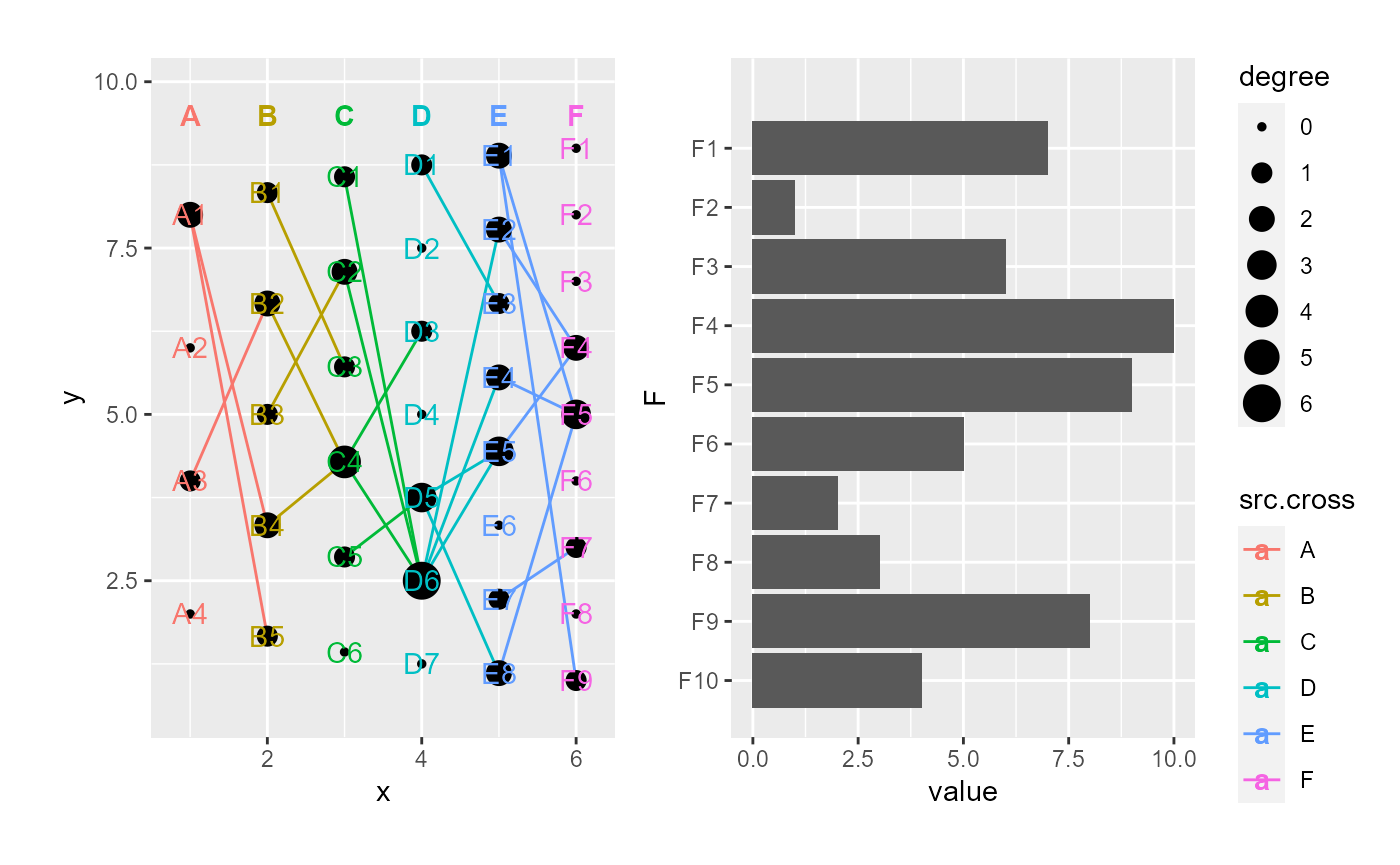 10.0
7.5
5.0
2.5
y
A B C D E F
A1
A2
A3
A4
B1
B2
B3
B4
B5
C1
C2
C3
C4
C5
C6
D1
D2
D3
D4
D5
D6
D7
E1
E2
E3
E4
E5
E6
E7
E8
F1
F2
F3
F4
F5
F6
F7
F8
F9
2 4 6
x
F
F1
F2
F3
F4
F5
F6
F7
F8
F9
F10
0.0 2.5 5.0 7.5 10.0
value
degree
0
1
2
3
4
5
6
src.cross
a A
a B
a C
a D
a E
a F